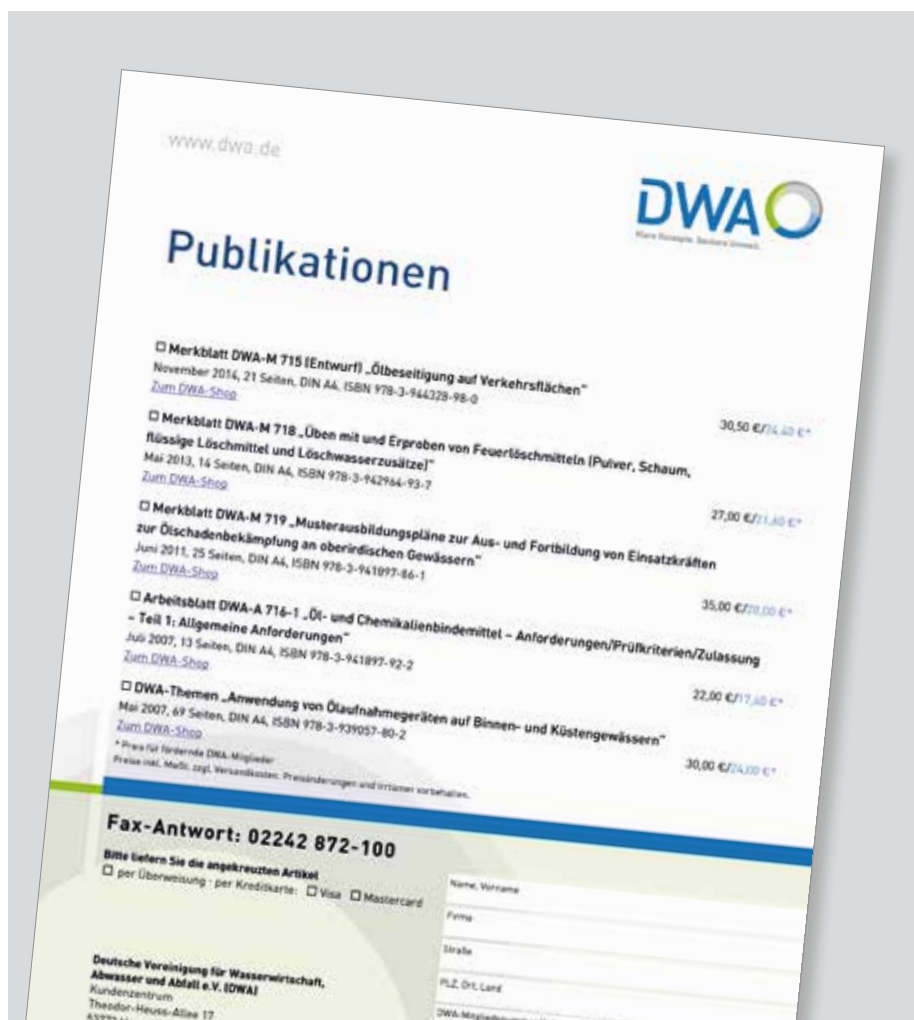 www.dwa.de
DWA
Klare Konzepte. Saubere Umwelt.
Publikationen
☐ Merkblatt DWA-M 715 (Entwurf) „Ölbeseitigung auf Verkehrsflächen“
November 2014, 21 Seiten, DIN A4, ISBN 978-3-944328-98-0
Zum DWA-Shop
30,50 €/24,40 €*
☐ Merkblatt DWA-M 718 „Üben mit und Erproben von Feuerlöschmitteln (Pulver, Schaum,
flüssige Löschmittel und Löschwasserzusätze)“
Mai 2013, 14 Seiten, DIN A4, ISBN 978-3-942964-93-7
Zum DWA-Shop
27,00 €/21,60 €*
☐ Merkblatt DWA-M 719 „Musterausbildungspläne zur Aus- und Fortbildung von Einsatzkräften
zur Ölschadenbekämpfung an oberirdischen Gewässern“
Juni 2011, 25 Seiten, DIN A4, ISBN 978-3-941897-86-1
Zum DWA-Shop
35,00 €/28,00 €*
☐ Arbeitsblatt DWA-A 716-1 „Öl- und Chemikalienbindemittel – Anforderungen/Prüfkriterien/Zulassung
– Teil 1: Allgemeine Anforderungen“
Juli 2007, 13 Seiten, DIN A4, ISBN 978-3-941897-92-2
Zum DWA-Shop
22,00 €/17,60 €*
☐ DWA-Themen „Anwendung von Ölaufnahmegeräten auf Binnen- und Küstengewässern“
Mai 2007, 69 Seiten, DIN A4, ISBN 978-3-939057-80-2
Zum DWA-Shop
30,00 €/24,00 €*
* Preis für fördernde DWA-Mitglieder
Preise inkl. MwSt. zzgl. Versandkosten. Preisänderungen und Irrtümer vorbehalten.
Fax-Antwort: 02242 872-100
Bitte liefern Sie die angekreuzten Artikel
☐ per Überweisung · per Kreditkarte: ☐ Visa ☐ Mastercard
Name, Vorname
Firma
Straße
PLZ, Ort, Land
Deutsche Vereinigung für Wasserwirtschaft,
Abwasser und Abfall e.V. (DWA)
Kundenzentrum
Theodor-Heuss-Allee 17